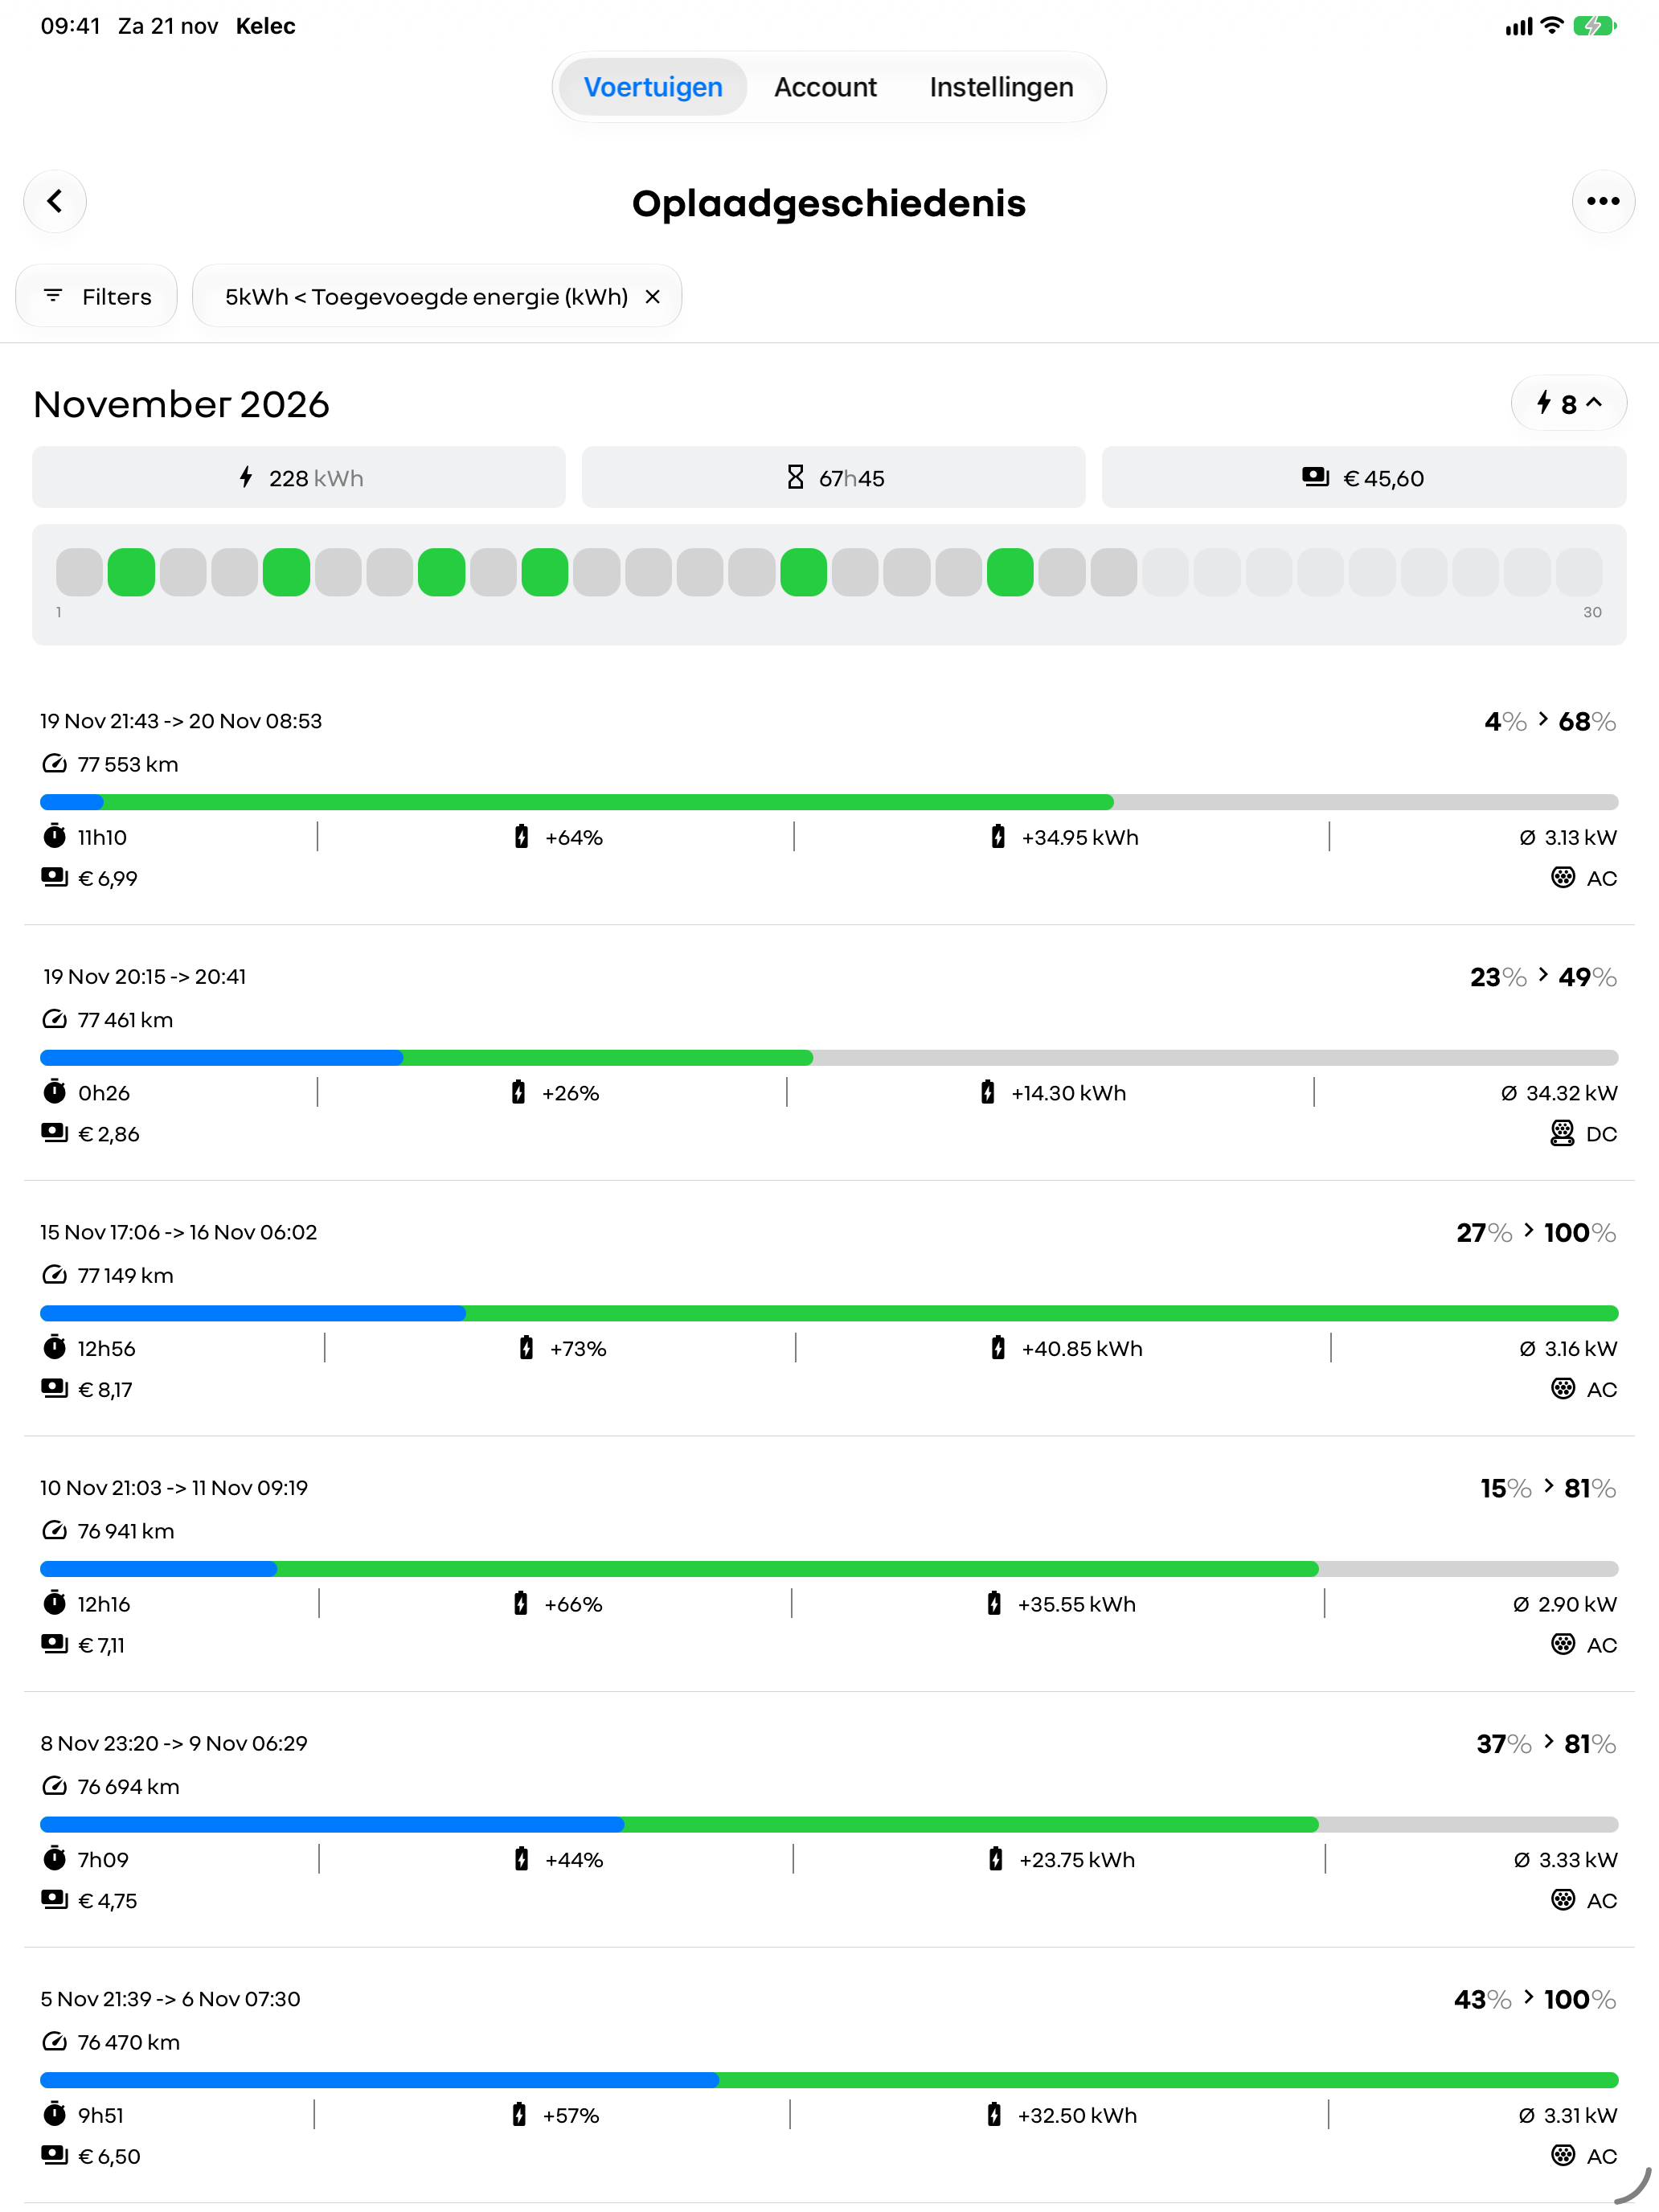 09:41 Za 21 nov Kelec
Voertuigen Account Instellingen
Oplaadgeschiedenis
Filters 5kWh < Toegevoegde energie (kWh)
November 2026 8
228 kWh 67h45 € 45,60
1 30
19 Nov 21:43 -> 20 Nov 08:53 4% > 68%
77 553 km
11h10 +64% +34.95 kWh Ø 3.13 kW
€ 6,99 AC
19 Nov 20:15 -> 20:41 23% > 49%
77 461 km
0h26 +26% +14.30 kWh Ø 34.32 kW
€ 2,86 DC
15 Nov 17:06 -> 16 Nov 06:02 27% > 100%
77 149 km
12h56 +73% +40.85 kWh Ø 3.16 kW
€ 8,17 AC
10 Nov 21:03 -> 11 Nov 09:19 15% > 81%
76 941 km
12h16 +66% +35.55 kWh Ø 2.90 kW
€ 7,11 AC
8 Nov 23:20 -> 9 Nov 06:29 37% > 81%
76 694 km
7h09 +44% +23.75 kWh Ø 3.33 kW
€ 4,75 AC
5 Nov 21:39 -> 6 Nov 07:30 43% > 100%
76 470 km
9h51 +57% +32.50 kWh Ø 3.31 kW
€ 6,50 AC